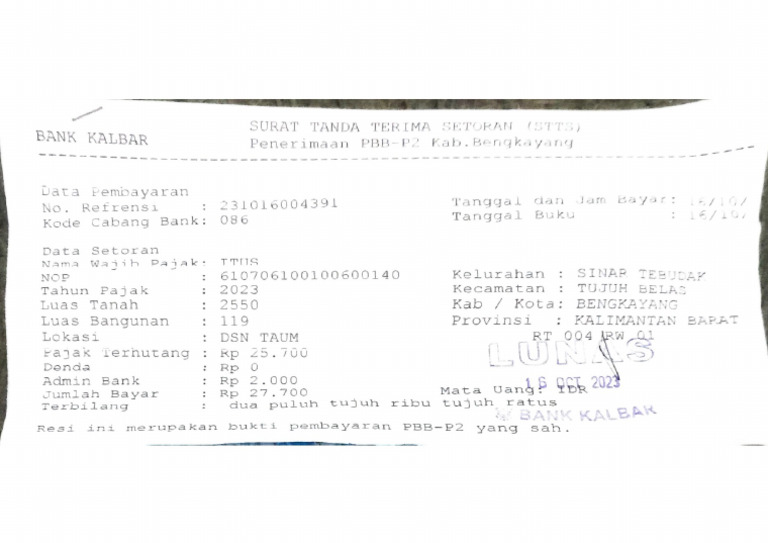 BANK KALBAR
SURAT TANDA TERIMA SETORAN (STTS)
Penerimaan PBB-P2 Kab.Bengkayang
Data Pembayaran
No. Refrensi : 231016004391
Kode Cabang Bank: 086
Tanggal dan Jam Bayar: 16/10/
Tanggal Buku : 16/10/
Data Setoran
Nama Wajib Pajak: ITUS
NOP : 610706100100600140
Tahun Pajak : 2023
Luas Tanah : 2550
Luas Bangunan : 119
Lokasi : DSN TAUM
Pajak Terhutang : Rp 25.700
Denda : Rp 0
Admin Bank : Rp 2.000
Jumlah Bayar : Rp 27.700
Terbilang : dua puluh tujuh ribu tujuh ratus
Kelurahan : SINAR TEBUDAK
Kecamatan : TUJUH BELAS
Kab / Kota: BENGKAYANG
Provinsi : KALIMANTAN BARAT
RT 004 RW 01
LUNAS
16 OCT 2023
Mata Uang: IDR
BANK KALBAR
Resi ini merupakan bukti pembayaran PBB-P2 yang sah.